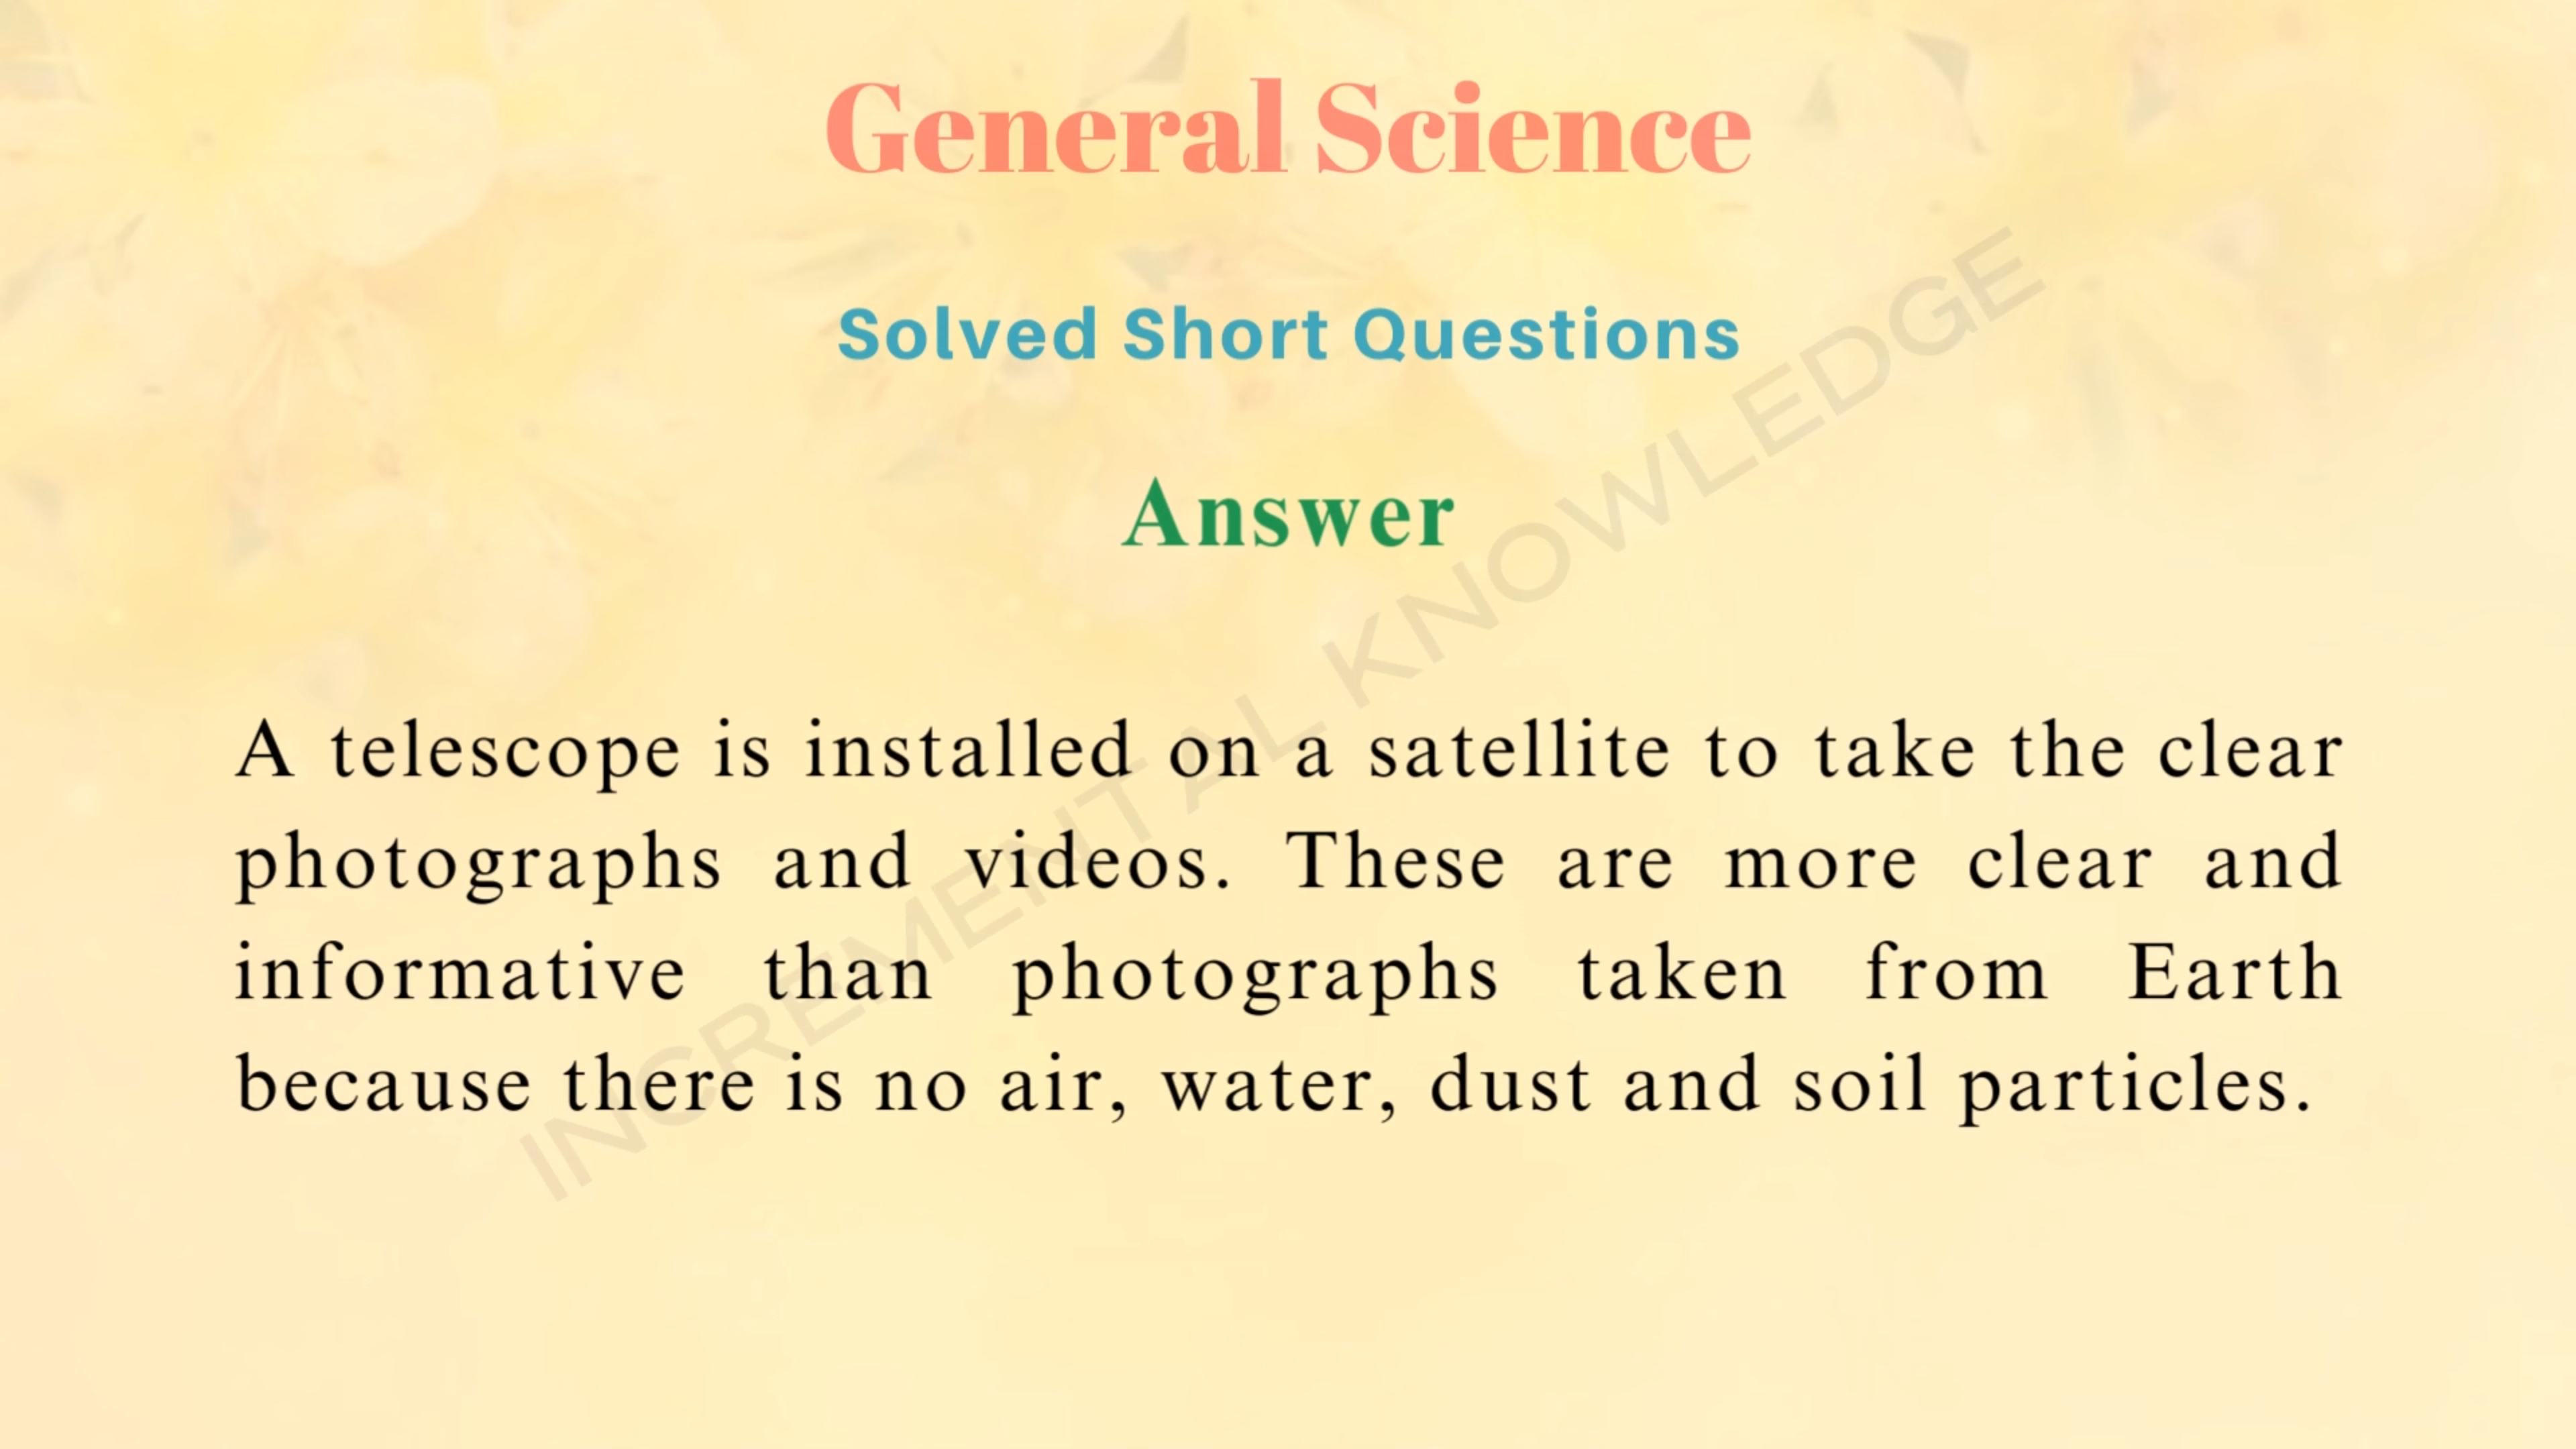 General Science
Solved Short Questions
Answer
A telescope is installed on a satellite to take the clear
photographs and videos. These are more clear and
informative than photographs taken from Earth
because there is no air, water, dust and soil particles.
INCREMENTAL KNOWLEDGE